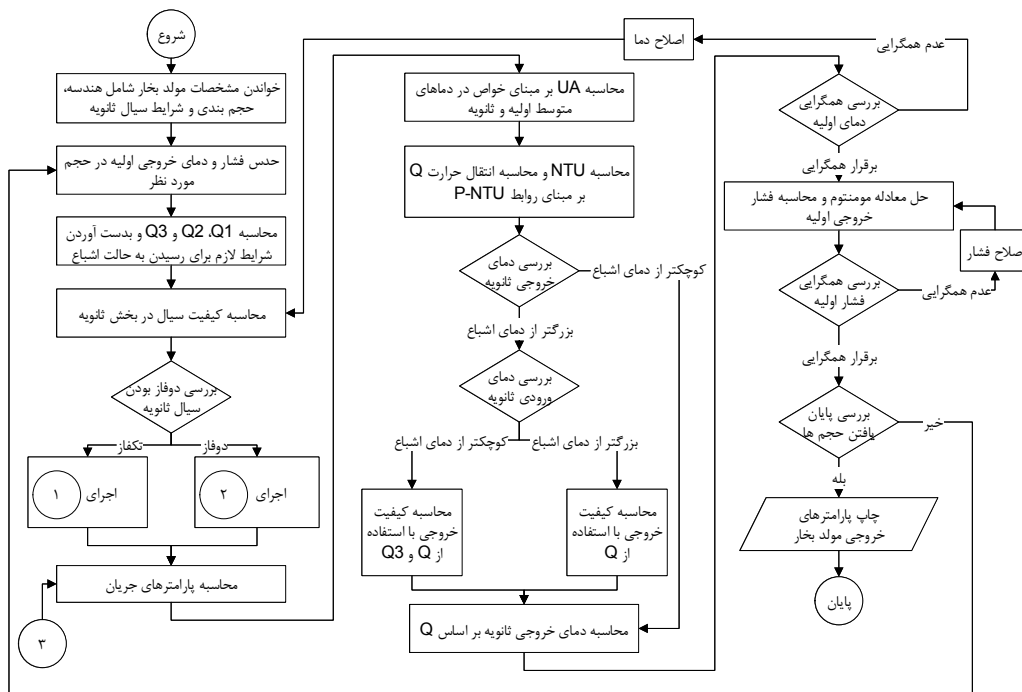 شروع
خواندن مشخصات مولد بخار شامل هندسه،
حجم بندی و شرایط سیال ثانویه
حدس فشار و دمای خروجی اولیه در حجم
مورد نظر
محاسبه Q1، Q2 و Q3 و بدست آوردن
شرایط لازم برای رسیدن به حالت اشباع
محاسبه کیفیت سیال در بخش ثانویه
بررسی دوفاز بودن
سیال ثانویه
تکفاز
دوفاز
اجرای ۱
اجرای ۲
محاسبه پارامترهای جریان
۳
محاسبه UA بر مبنای خواص در دماهای
متوسط اولیه و ثانویه
محاسبه NTU و محاسبه انتقال حرارت Q
بر مبنای روابط P-NTU
بررسی دمای
خروجی ثانویه
کوچکتر از دمای اشباع
بزرگتر از دمای اشباع
بررسی دمای
ورودی ثانویه
کوچکتر از دمای اشباع
بزرگتر از دمای اشباع
محاسبه کیفیت
خروجی با استفاده
از Q و Q3
محاسبه کیفیت
خروجی با استفاده
از Q
محاسبه دمای خروجی ثانویه بر اساس Q
اصلاح دما
عدم همگرایی
بررسی همگرایی
دمای اولیه
برقرار همگرایی
حل معادله مومنتوم و محاسبه فشار
خروجی اولیه
اصلاح فشار
بررسی همگرایی
فشار اولیه
عدم همگرایی
برقرار همگرایی
بررسی پایان
یافتن حجم ها
خیر
بله
چاپ پارامترهای
خروجی مولد بخار
پایان